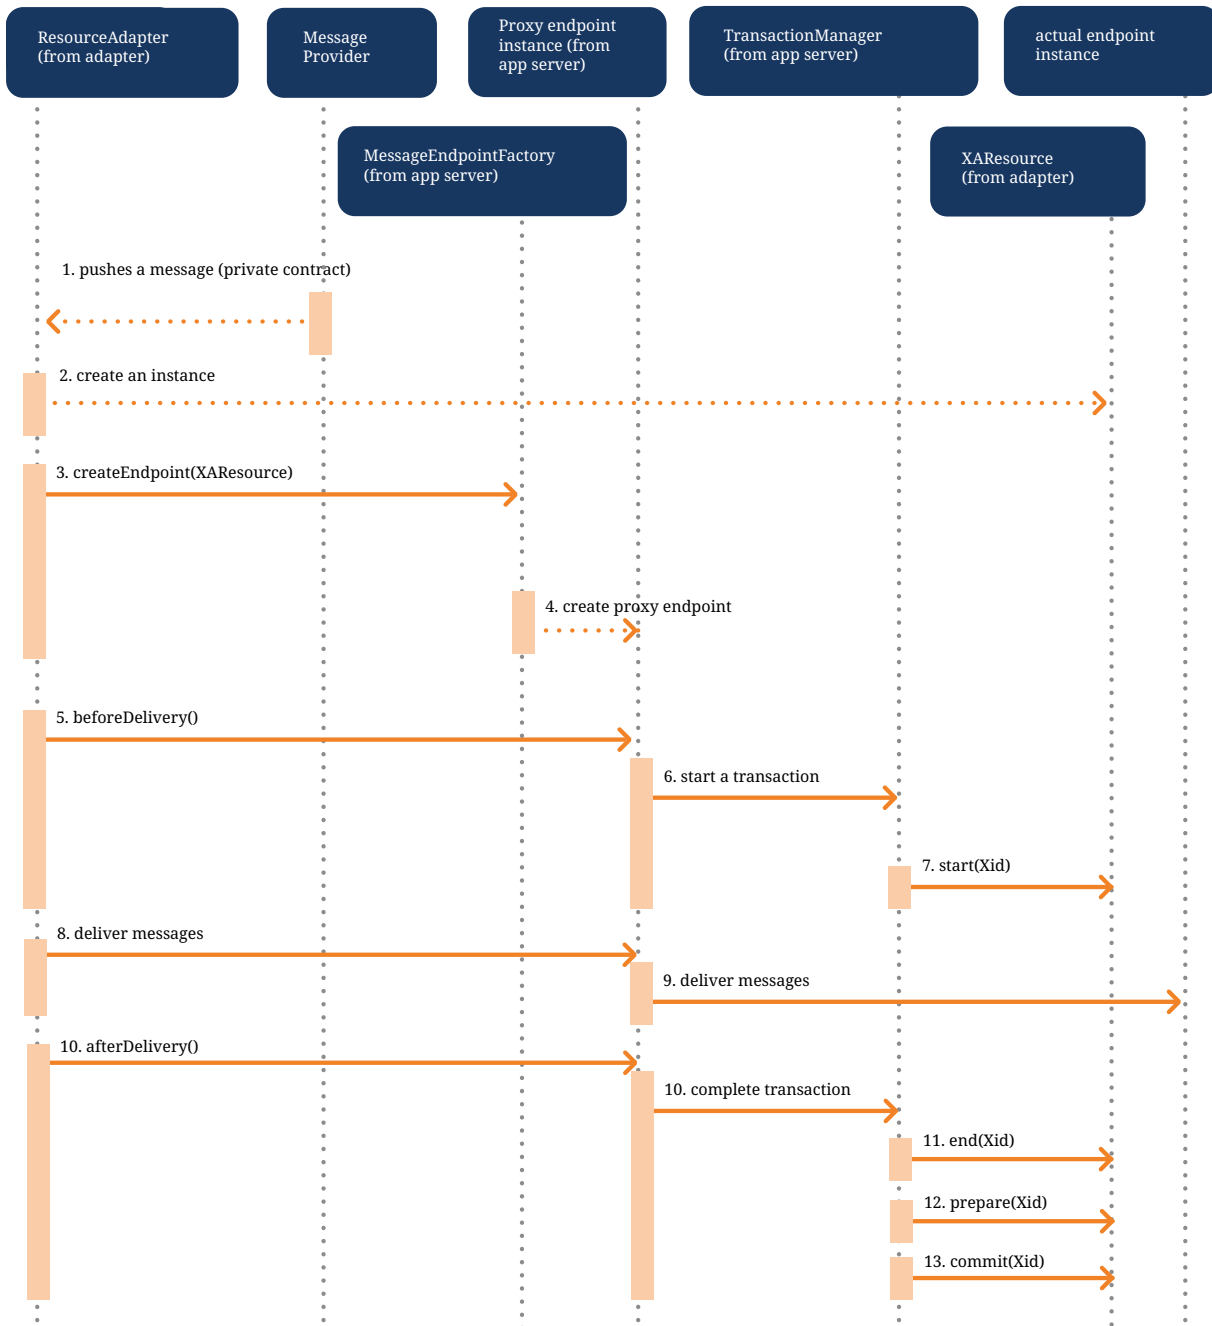 ResourceAdapter
(from adapter)
Message
Provider
Proxy endpoint
instance (from
app server)
TransactionManager
(from app server)
actual endpoint
instance
MessageEndpointFactory
(from app server)
XAResource
(from adapter)
1. pushes a message (private contract)
2. create an instance
3. createEndpoint(XAResource)
4. create proxy endpoint
5. beforeDelivery()
6. start a transaction
7. start(Xid)
8. deliver messages
9. deliver messages
10. afterDelivery()
10. complete transaction
11. end(Xid)
12. prepare(Xid)
13. commit(Xid)